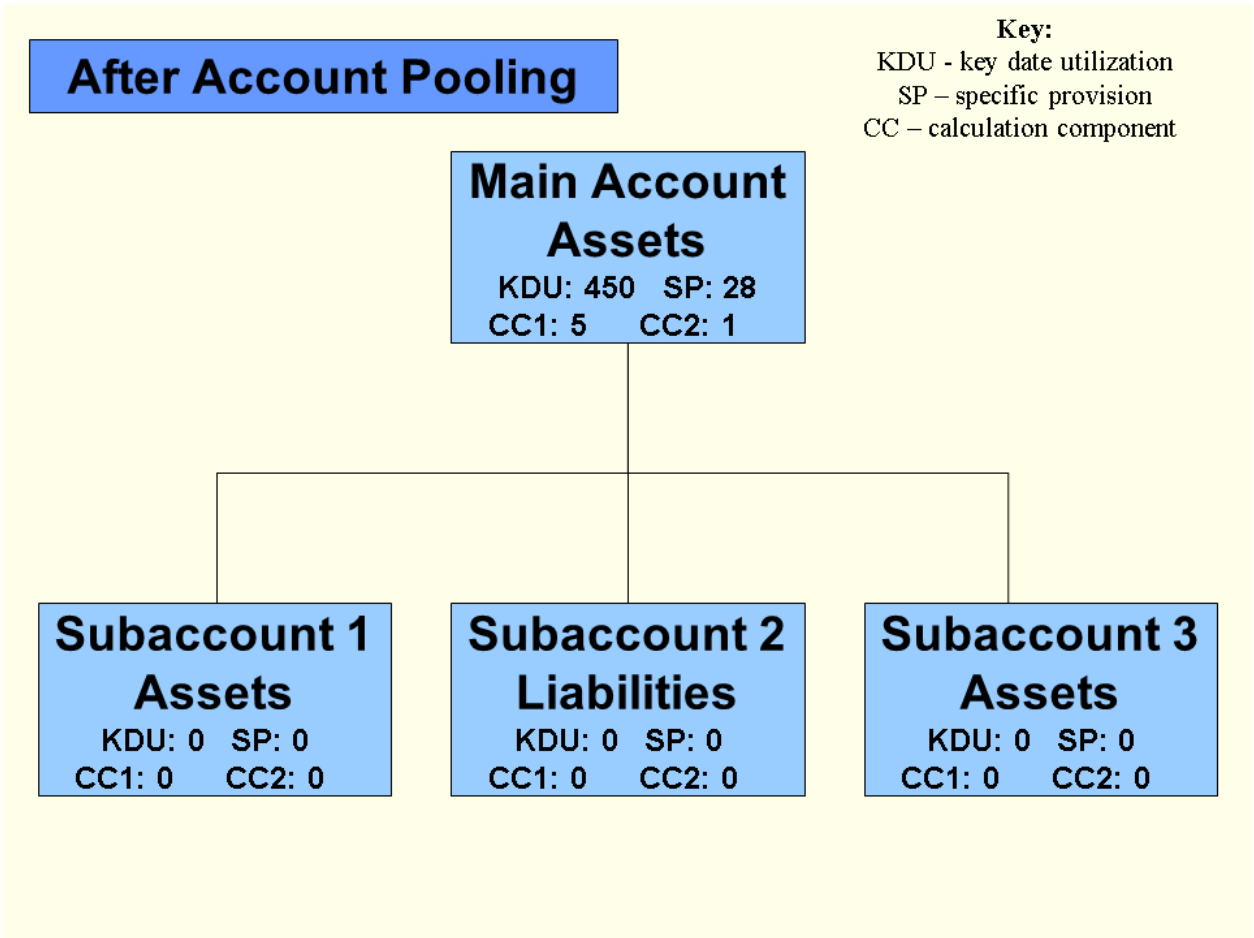 After Account Pooling
Key:
KDU - key date utilization
SP – specific provision
CC – calculation component
Main Account
Assets
KDU: 450 SP: 28
CC1: 5 CC2: 1
Subaccount 1
Assets
KDU: 0 SP: 0
CC1: 0 CC2: 0
Subaccount 2
Liabilities
KDU: 0 SP: 0
CC1: 0 CC2: 0
Subaccount 3
Assets
KDU: 0 SP: 0
CC1: 0 CC2: 0